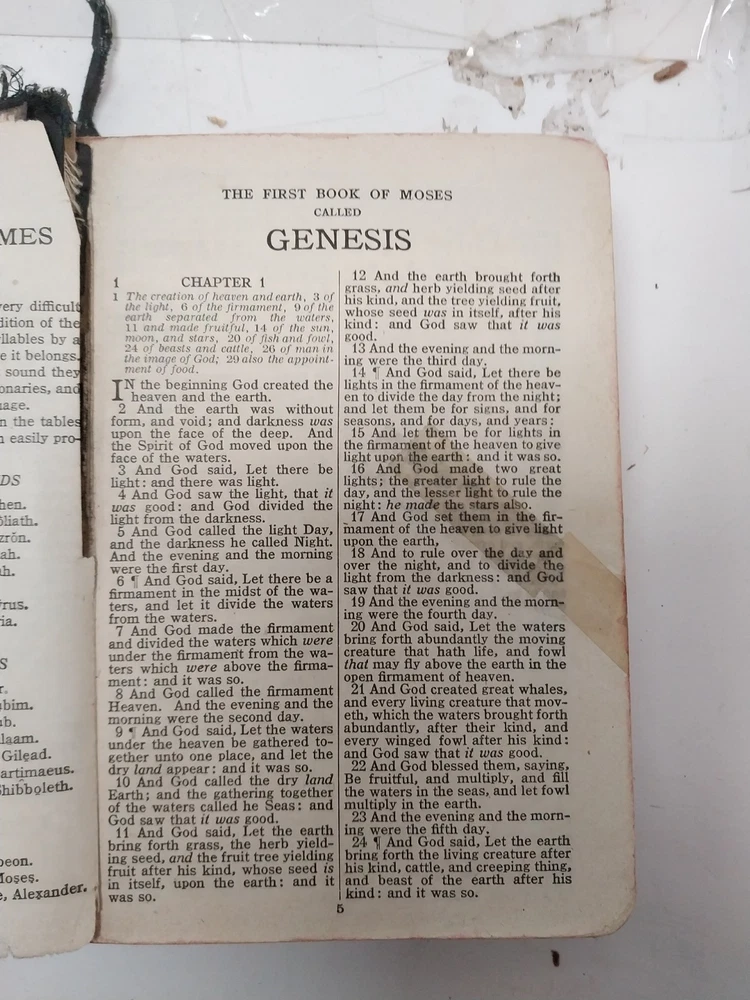 MES
very difficult
dition of the
llables by a
e it belongs.
sound they
onaries, and
age.
n the tables
easily pro-
DS
hen.
ōliath.
zrŏn.
ah.
h.
rus.
ia.
S
r.
bim.
ub.
laam.
Gilead.
artimaeus.
Shibboleth.
peon.
Moses.
e, Alexander.
THE FIRST BOOK OF MOSES
CALLED
GENESIS
1 CHAPTER 1
1 The creation of heaven and earth, 3 of
the light, 6 of the firmament, 9 of the
earth separated from the waters,
11 and made fruitful, 14 of the sun,
moon, and stars, 20 of fish and fowl,
24 of beasts and cattle, 26 of man in
the image of God; 29 also the appoint-
ment of food.
IN the beginning God created the
heaven and the earth.
2 And the earth was without
form, and void; and darkness was
upon the face of the deep. And
the Spirit of God moved upon the
face of the waters.
3 And God said, Let there be
light: and there was light.
4 And God saw the light, that it
was good: and God divided the
light from the darkness.
5 And God called the light Day,
and the darkness he called Night.
And the evening and the morning
were the first day.
6 ¶ And God said, Let there be a
firmament in the midst of the wa-
ters, and let it divide the waters
from the waters.
7 And God made the firmament
and divided the waters which were
under the firmament from the wa-
ters which were above the firma-
ment: and it was so.
8 And God called the firmament
Heaven. And the evening and the
morning were the second day.
9 ¶ And God said, Let the waters
under the heaven be gathered to-
gether unto one place, and let the
dry land appear: and it was so.
10 And God called the dry land
Earth; and the gathering together
of the waters called he Seas: and
God saw that it was good.
11 And God said, Let the earth
bring forth grass, the herb yield-
ing seed, and the fruit tree yielding
fruit after his kind, whose seed is
in itself, upon the earth: and it
was so.
12 And the earth brought forth
grass, and herb yielding seed after
his kind, and the tree yielding fruit,
whose seed was in itself, after his
kind: and God saw that it was
good.
13 And the evening and the morn-
ing were the third day.
14 ¶ And God said, Let there be
lights in the firmament of the heav-
en to divide the day from the night;
and let them be for signs, and for
seasons, and for days, and years:
15 And let them be for lights in
the firmament of the heaven to give
light upon the earth: and it was so.
16 And God made two great
lights; the greater light to rule the
day, and the lesser light to rule the
night: he made the stars also.
17 And God set them in the fir-
mament of the heaven to give light
upon the earth,
18 And to rule over the day and
over the night, and to divide the
light from the darkness: and God
saw that it was good.
19 And the evening and the morn-
ing were the fourth day.
20 And God said, Let the waters
bring forth abundantly the moving
creature that hath life, and fowl
that may fly above the earth in the
open firmament of heaven.
21 And God created great whales,
and every living creature that mov-
eth, which the waters brought forth
abundantly, after their kind, and
every winged fowl after his kind:
and God saw that it was good.
22 And God blessed them, saying,
Be fruitful, and multiply, and fill
the waters in the seas, and let fowl
multiply in the earth.
23 And the evening and the morn-
ing were the fifth day.
24 ¶ And God said, Let the earth
bring forth the living creature after
his kind, cattle, and creeping thing,
and beast of the earth after his
kind: and it was so.
5